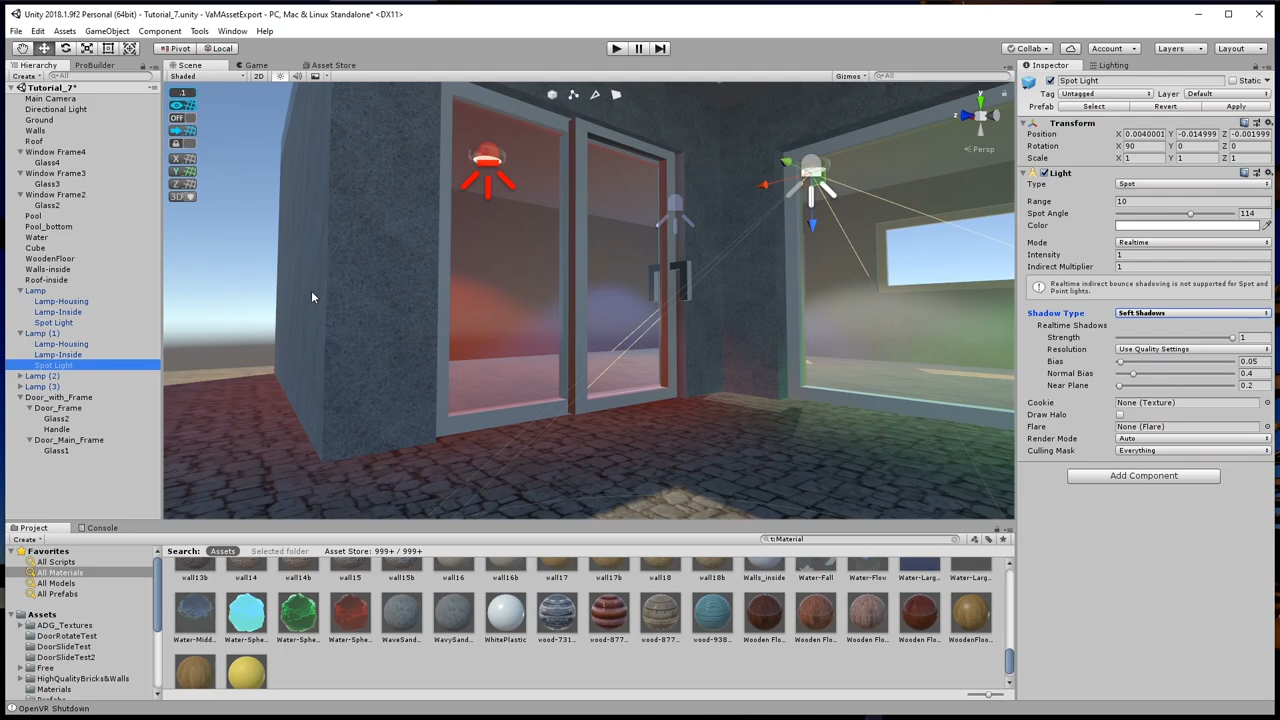 Unity 2018.1.9f2 Personal (64bit) - Tutorial_7.unity - VaMAssetExport - PC, Mac & Linux Standalone* <DX11>
File Edit Assets GameObject Component Tools Window Help
Pivot Local Collab Account Layers Layout
Hierarchy ProBuilder Scene Game Asset Store Inspector Lighting
Create All Shaded 2D Gizmos All
Spot Light Static
Tag Untagged Layer Default
Prefab Select Revert Apply
Tutorial_7*
Main Camera
Directional Light
Ground
Walls
Roof
Window Frame4
Glass4
Window Frame3
Glass3
Window Frame2
Glass2
Pool
Pool_bottom
Water
Cube
WoodenFloor
Walls-inside
Roof-inside
Lamp
Lamp-Housing
Lamp-Inside
Spot Light
Lamp (1)
Lamp-Housing
Lamp-Inside
Spot Light
Lamp (2)
Lamp (3)
Door_with_Frame
Door_Frame
Glass2
Handle
Door_Main_Frame
Glass1
.1
OFF
X
Y
Z
3D
y
z
Persp
Transform
Position X 0.0040001 Y -0.014999 Z -0.001999
Rotation X 90 Y 0 Z 0
Scale X 1 Y 1 Z 1
Light
Type Spot
Range 10
Spot Angle 114
Color
Mode Realtime
Intensity 1
Indirect Multiplier 1
Realtime indirect bounce shadowing is not supported for Spot and
Point lights.
Shadow Type Soft Shadows
Realtime Shadows
Strength 1
Resolution Use Quality Settings
Bias 0.05
Normal Bias 0.4
Near Plane 0.2
Cookie None (Texture)
Draw Halo
Flare None (Flare)
Render Mode Auto
Culling Mask Everything
Add Component
Project Console
Create t:Material
Favorites
All Scripts
All Materials
All Models
All Prefabs
Assets
ADG_Textures
DoorRotateTest
DoorSlideTest
DoorSlideTest2
Free
HighQualityBricks&Walls
Materials
Search: Assets Selected folder Asset Store: 999+ / 999+
wall13b wall14 wall14b wall15 wall15b wall16 wall16b wall17 wall17b wall18 wall18b Walls_inside Water-Fall Water-Flow Water-Larg... Water-Larg...
Water-Midd... Water-Sphe... Water-Sphe... Water-Sphe... WaveSand... WavySand... WhitePlastic wood-731... wood-877... wood-877... wood-938... Wooden Flo... Wooden Flo... Wooden Flo... Wooden Flo... WoodenFloo...
OpenVR Shutdown